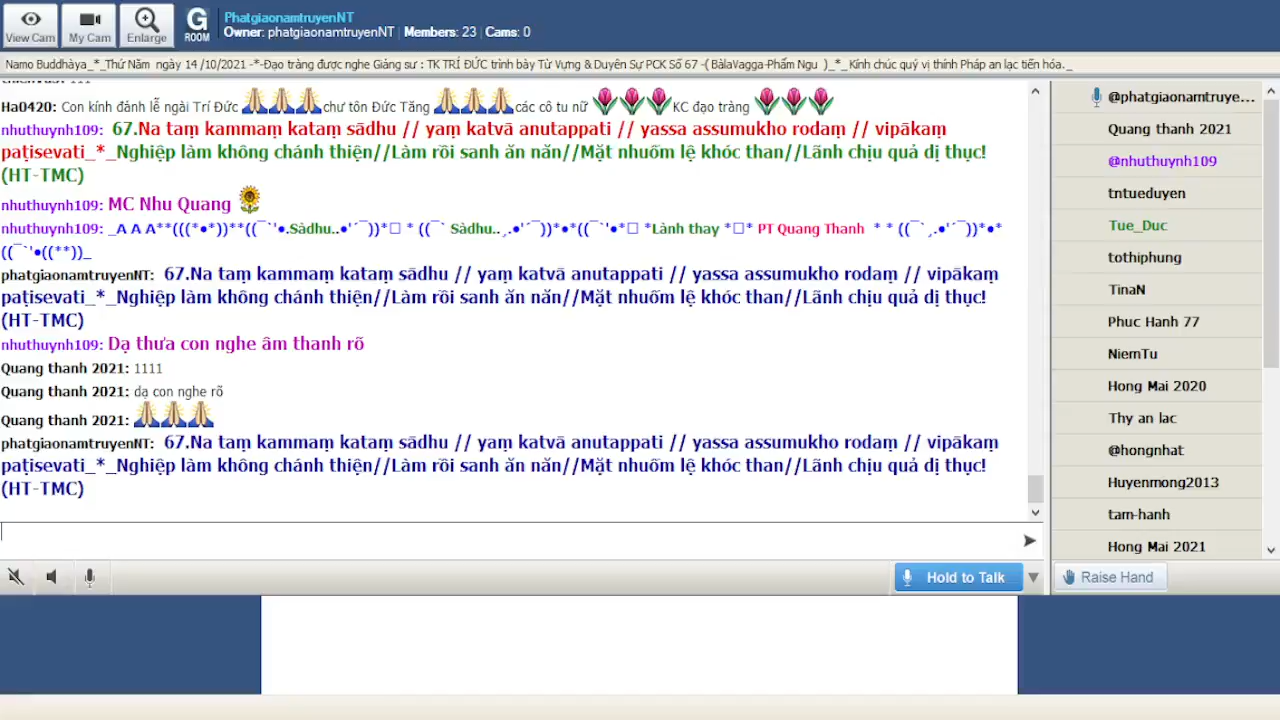 View Cam
My Cam
Enlarge
G
ROOM
PhatgiaonamtruyenNT
Owner: phatgiaonamtruyenNT | Members: 23 | Cams: 0
Namo Buddhàya_*_Thứ Năm ngày 14 /10/2021 -*-Đạo tràng được nghe Giảng sư : TK TRÍ ĐỨC trình bày Từ Vựng & Duyên Sự PCK Số 67 -( BàlaVagga-Phẩm Ngu )_*_Kính chúc quý vị thính Pháp an lạc tiến hóa._
Ha0420: Con kính đảnh lễ ngài Trí Đức 🙏🙏🙏chư tôn Đức Tăng 🙏🙏🙏các cô tu nữ 🌷🌷🌷KC đạo tràng 🌷🌷🌷
nhuthuynh109: 67.Na taṃ kammaṃ kataṃ sādhu // yaṃ katvā anutappati // yassa assumukho rodaṃ // vipākaṃ
paṭisevati_*_Nghiệp làm không chánh thiện//Làm rồi sanh ăn năn//Mặt nhuốm lệ khóc than//Lãnh chịu quả dị thục!
(HT-TMC)
nhuthuynh109: MC Nhu Quang 🌻
nhuthuynh109: _A A A**(((*•*))**((¯`'•.Sàdhu..•'´¯))*□ * ((¯` Sàdhu..¸.•'´¯))*•*((¯`'•*□ *Lành thay *□* PT Quang Thanh * * ((¯`¸.•'´¯))*•*
((¯`'•((**))_
phatgiaonamtruyenNT: 67.Na taṃ kammaṃ kataṃ sādhu // yaṃ katvā anutappati // yassa assumukho rodaṃ // vipākaṃ
paṭisevati_*_Nghiệp làm không chánh thiện//Làm rồi sanh ăn năn//Mặt nhuốm lệ khóc than//Lãnh chịu quả dị thục!
(HT-TMC)
nhuthuynh109: Dạ thưa con nghe âm thanh rõ
Quang thanh 2021: 1111
Quang thanh 2021: dạ con nghe rõ
Quang thanh 2021: 🙏🙏🙏
phatgiaonamtruyenNT: 67.Na taṃ kammaṃ kataṃ sādhu // yaṃ katvā anutappati // yassa assumukho rodaṃ // vipākaṃ
paṭisevati_*_Nghiệp làm không chánh thiện//Làm rồi sanh ăn năn//Mặt nhuốm lệ khóc than//Lãnh chịu quả dị thục!
(HT-TMC)
@phatgiaonamtruye...
Quang thanh 2021
@nhuthuynh109
tntueduyen
Tue_Duc
tothiphung
TinaN
Phuc Hanh 77
NiemTu
Hong Mai 2020
Thy an lac
@hongnhat
Huyenmong2013
tam-hanh
Hong Mai 2021
Hold to Talk
Raise Hand